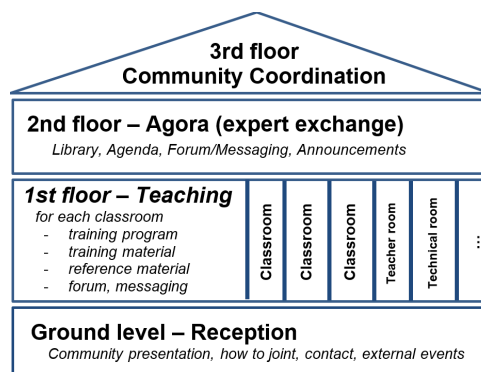 3rd floor
Community Coordination
2nd floor – Agora (expert exchange)
Library, Agenda, Forum/Messaging, Announcements
1st floor – Teaching
for each classroom
- training program
- training material
- reference material
- forum, messaging
Classroom
Classroom
Classroom
Teacher room
Technical room
...
Ground level – Reception
Community presentation, how to joint, contact, external events